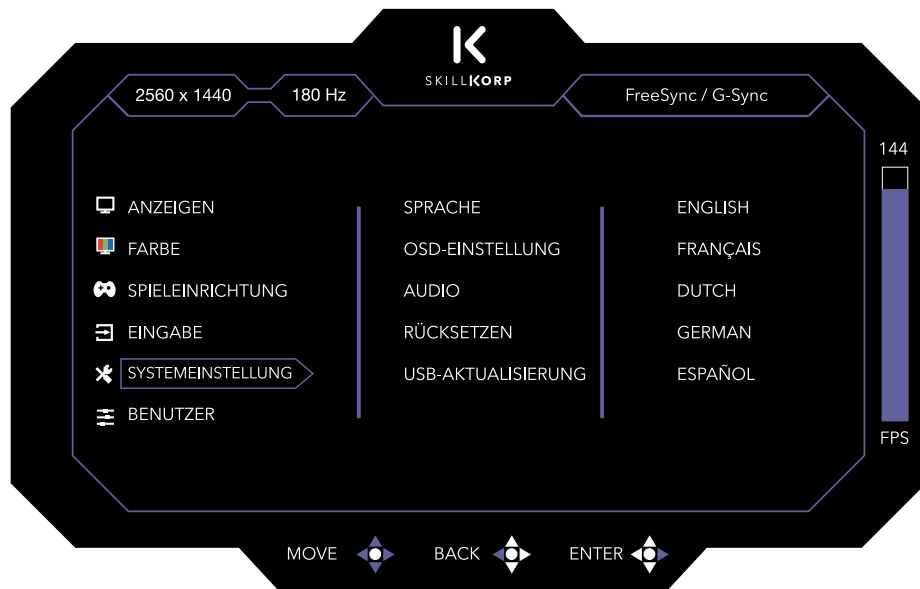 SKILLKORP
2560 x 1440
180 Hz
FreeSync / G-Sync
144
ANZEIGEN
FARBE
SPIELEINRICHTUNG
EINGABE
SYSTEMEINSTELLUNG
BENUTZER
SPRACHE
OSD-EINSTELLUNG
AUDIO
RÜCKSETZEN
USB-AKTUALISIERUNG
ENGLISH
FRANÇAIS
DUTCH
GERMAN
ESPAÑOL
FPS
MOVE
BACK
ENTER